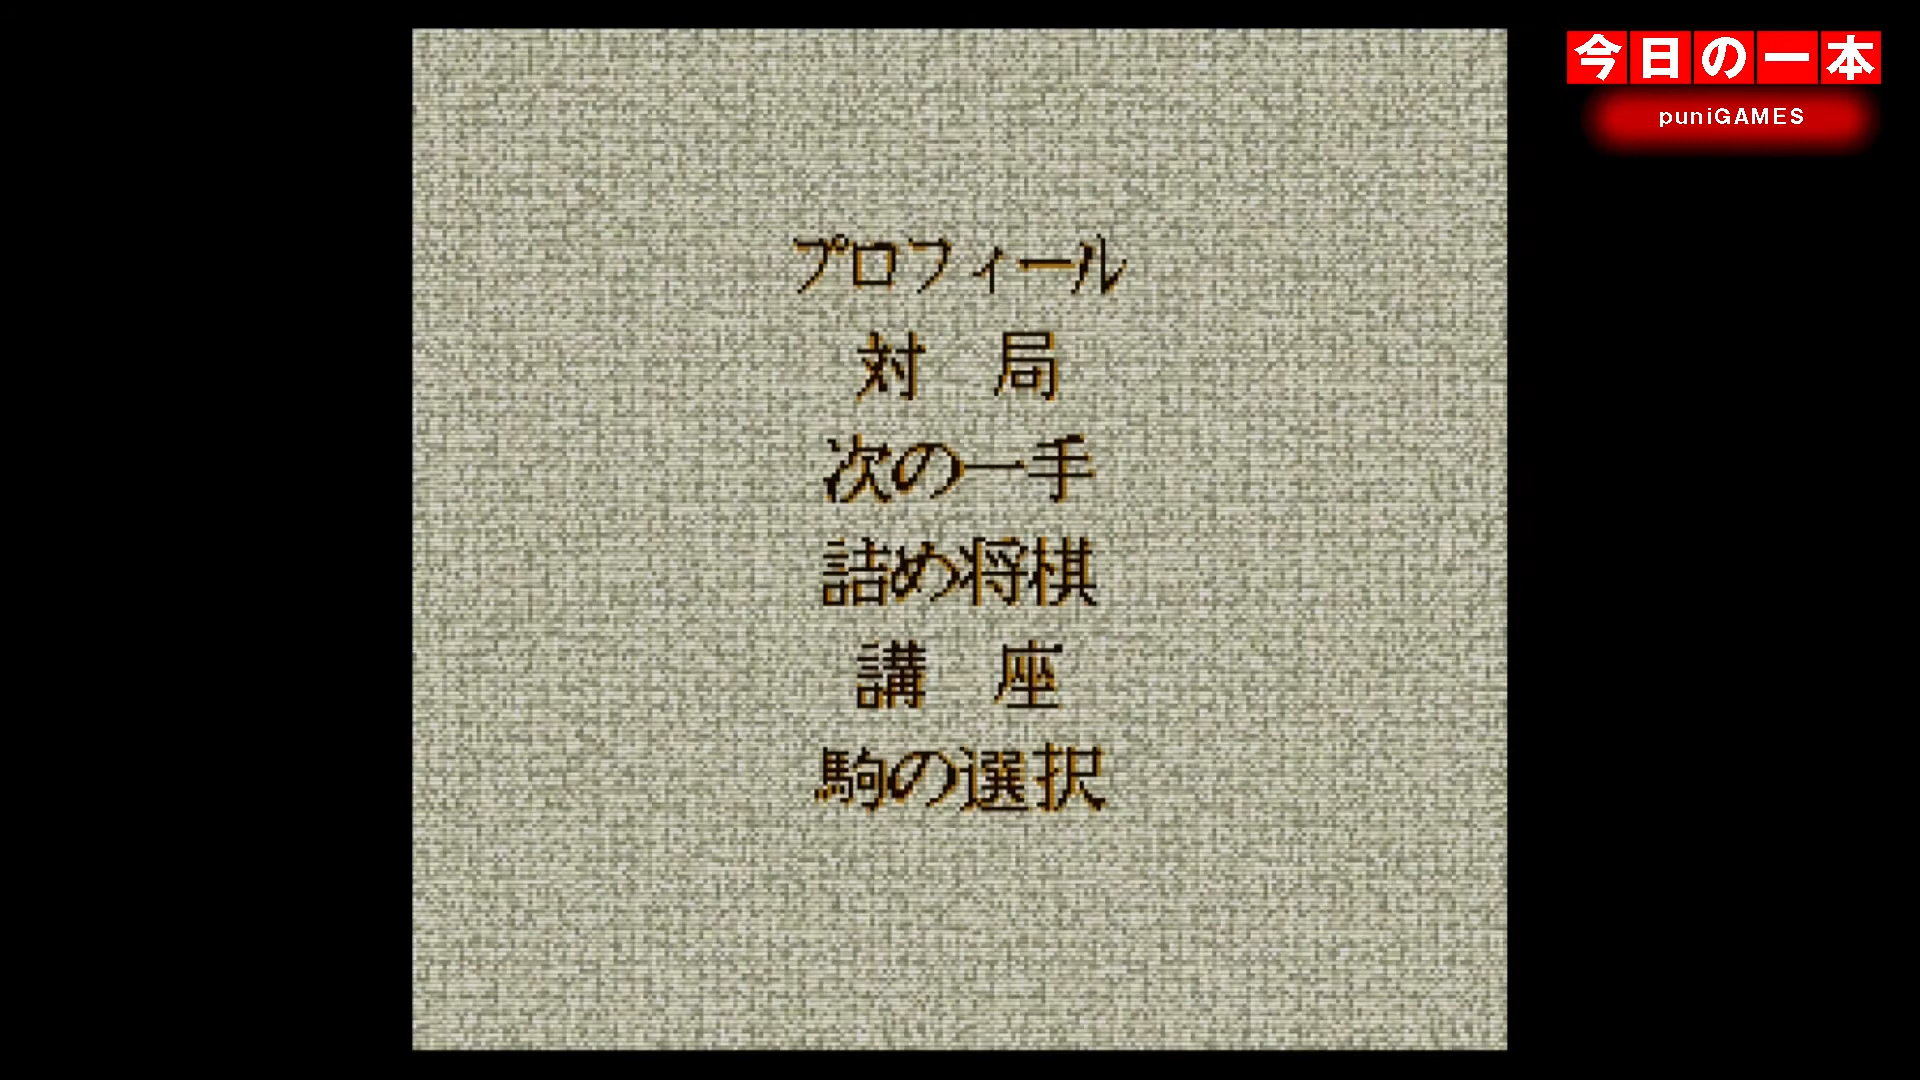 今日の一本
puniGAMES
プロフィール
対 局
次の一手
詰め将棋
講 座
駒の選択